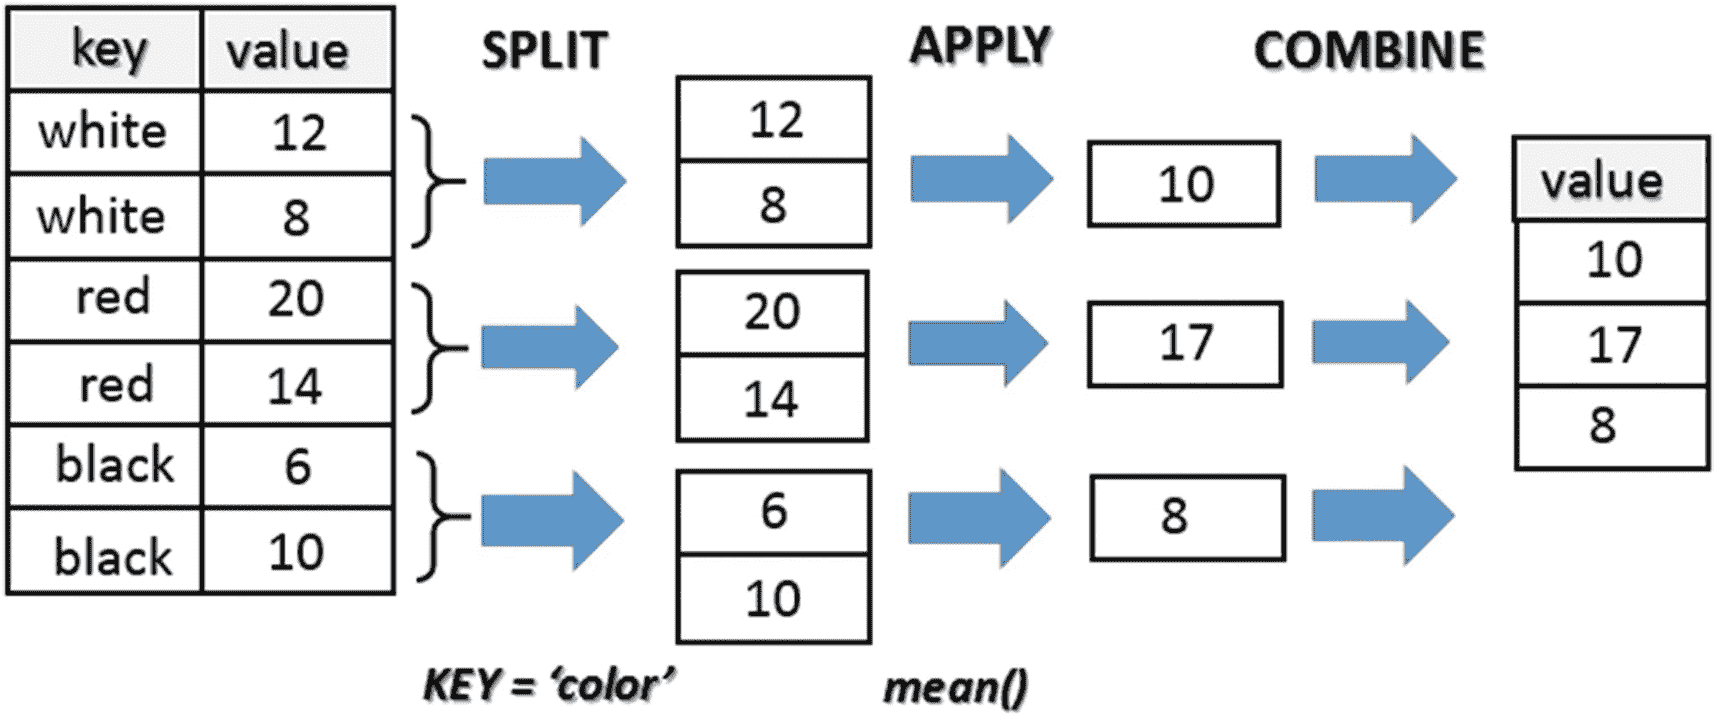 key value
white 12
white 8
red 20
red 14
black 6
black 10
SPLIT
12
8
20
14
6
10
KEY = ‘color’
APPLY
10
17
8
mean()
COMBINE
value
10
17
8